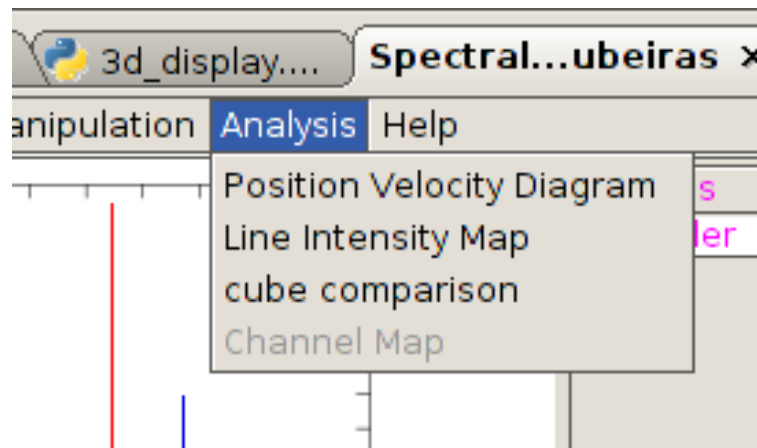 3d_display.... Spectral...ubeiras ×
anipulation Analysis Help
Position Velocity Diagram
s
Line Intensity Map
ler
cube comparison
Channel Map